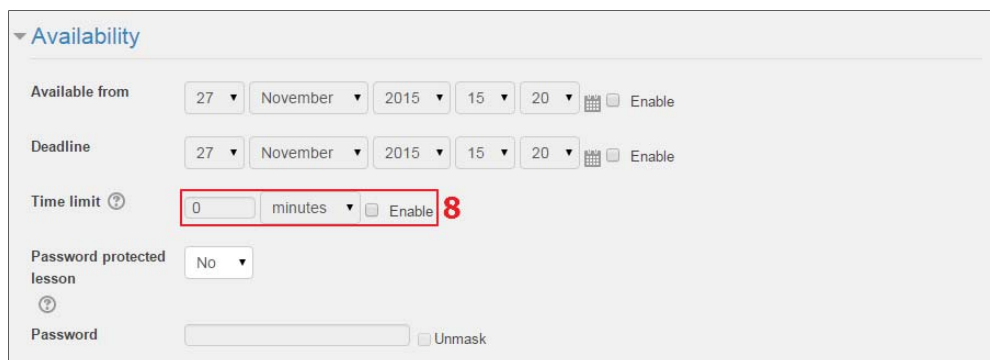 Availability
Available from 27 November 2015 15 20 Enable
Deadline 27 November 2015 15 20 Enable
Time limit ? 0 minutes Enable 8
Password protected No
lesson
?
Password Unmask